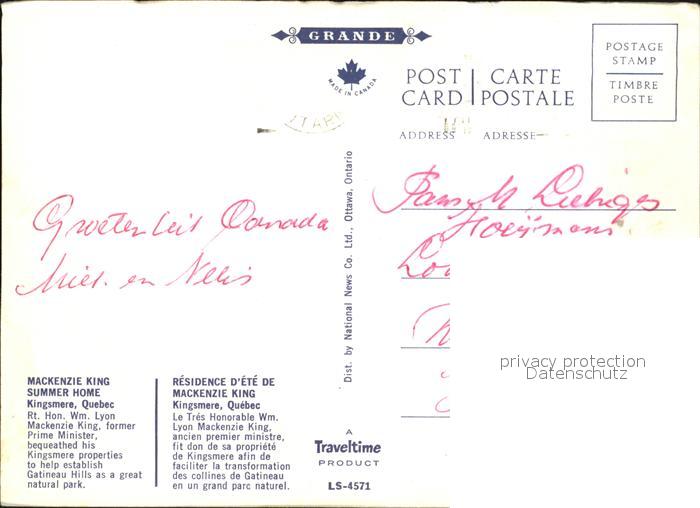 GRANDE
MADE IN CANADA
POST CARD
CARTE POSTALE
POSTAGE STAMP
TIMBRE POSTE
ADDRESS
ADRESSE
Groeten uit Canada
Miel. en Nelis
Hoeijmans
privacy protection
Datenschutz
Dist. by National News Co. Ltd., Ottawa, Ontario
MACKENZIE KING
SUMMER HOME
Kingsmere, Quebec
Rt. Hon. Wm. Lyon
Mackenzie King, former
Prime Minister,
bequeathed his
Kingsmere properties
to help establish
Gatineau Hills as a great
natural park.
RÉSIDENCE D'ÉTÉ DE
MACKENZIE KING
Kingsmere, Québec
Le Trés Honorable Wm.
Lyon Mackenzie King,
ancien premier ministre,
fit don de sa propriété
de Kingsmere afin de
faciliter la transformation
des collines de Gatineau
en un grand parc naturel.
A
Traveltime
PRODUCT
LS-4571